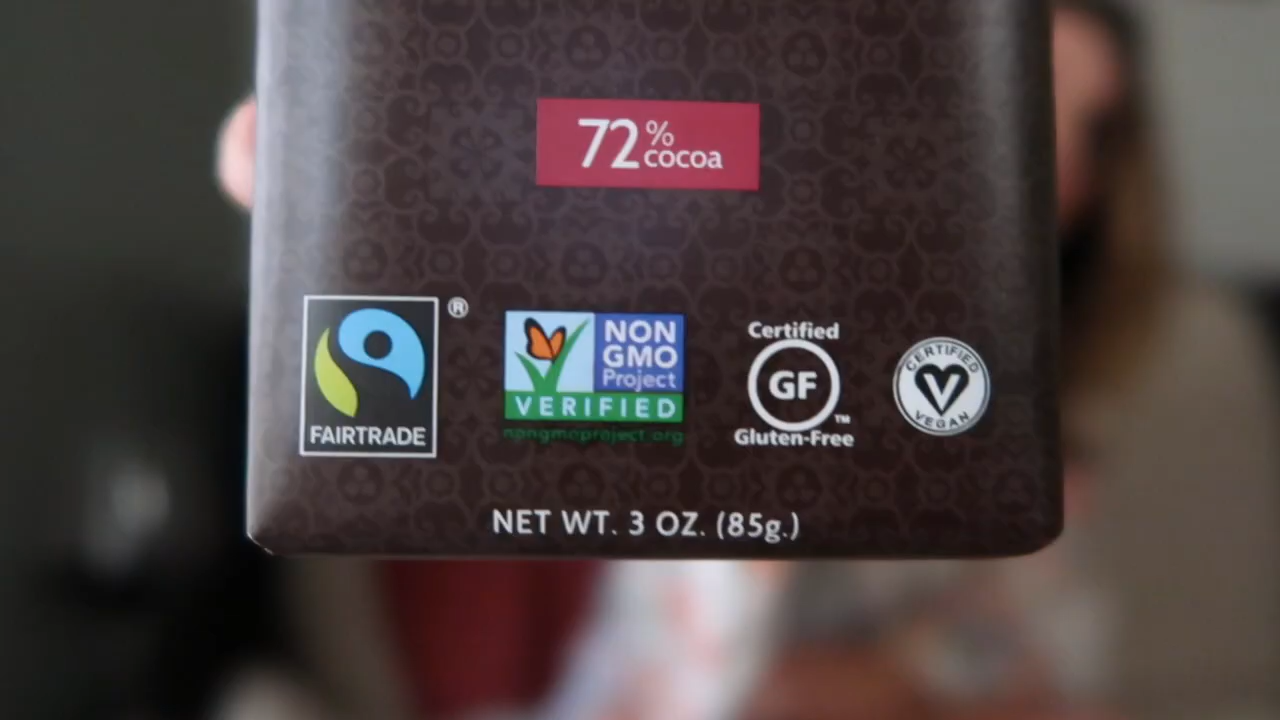 72% cocoa
®
FAIRTRADE
NON
GMO
Project
VERIFIED
nongmoproject.org
Certified
GF
™
Gluten-Free
CERTIFIED
V
VEGAN
NET WT. 3 OZ. (85g.)